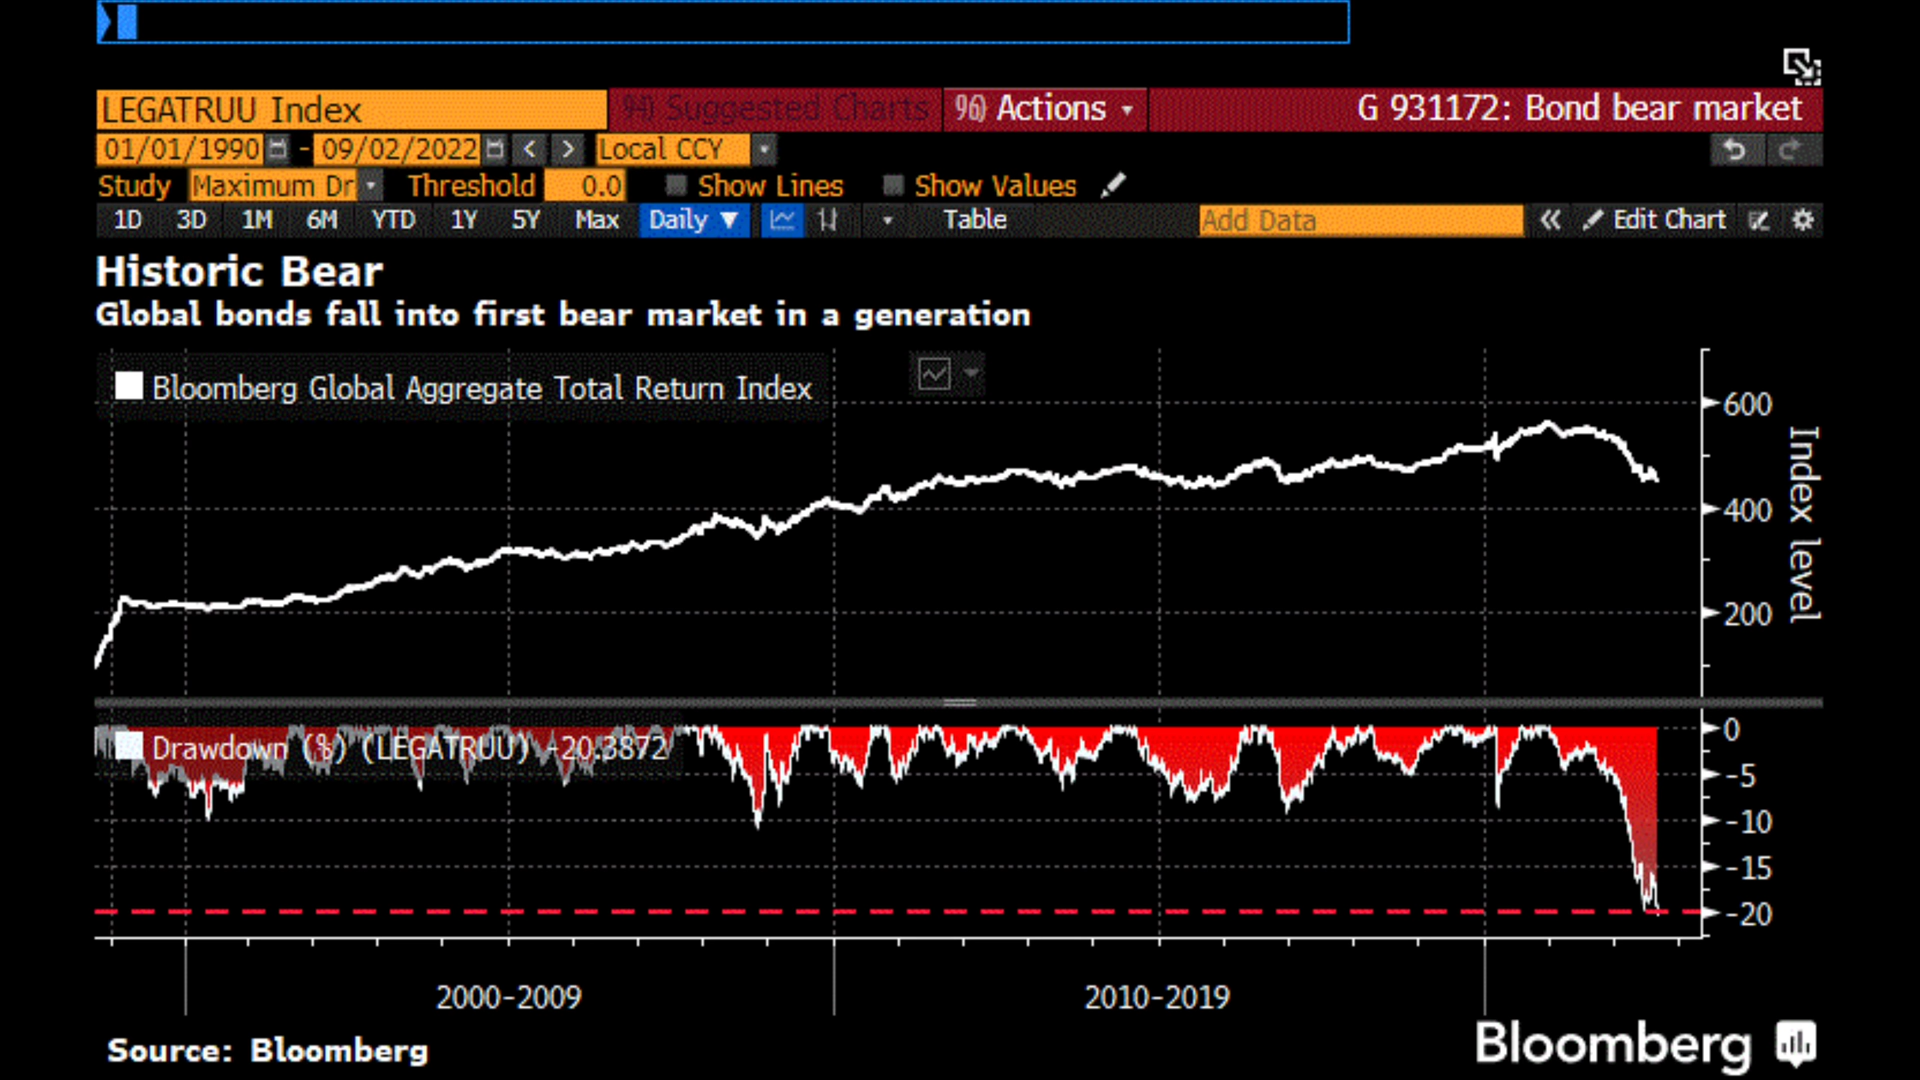 LEGATRUU Index 94) Suggested Charts 96) Actions G 931172: Bond bear market
01/01/1990 - 09/02/2022 < > Local CCY
Study Maximum Dr Threshold 0.0 Show Lines Show Values
1D 3D 1M 6M YTD 1Y 5Y Max Daily ▼ Table Add Data « Edit Chart
Historic Bear
Global bonds fall into first bear market in a generation
Bloomberg Global Aggregate Total Return Index
600
400
200
Index level
Drawdown (%) (LEGATRUU) -20.3872
0
-5
-10
-15
-20
2000-2009 2010-2019
Source: Bloomberg
Bloomberg